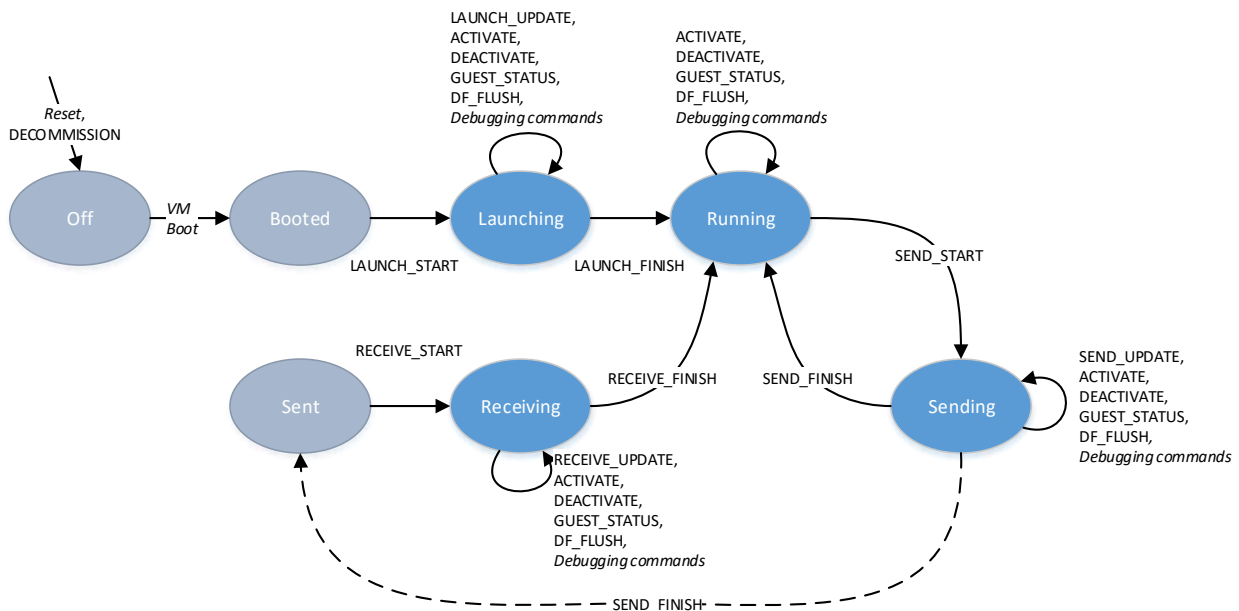 LAUNCH_UPDATE,
ACTIVATE,
DEACTIVATE,
GUEST_STATUS,
DF_FLUSH,
Debugging commands
ACTIVATE,
DEACTIVATE,
GUEST_STATUS,
DF_FLUSH,
Debugging commands
Reset,
DECOMMISSION
Off
VM
Boot
Booted
LAUNCH_START
Launching
LAUNCH_FINISH
Running
SEND_START
Sent
RECEIVE_START
Receiving
RECEIVE_FINISH
SEND_FINISH
Sending
SEND_UPDATE,
ACTIVATE,
DEACTIVATE,
GUEST_STATUS,
DF_FLUSH,
Debugging commands
RECEIVE_UPDATE,
ACTIVATE,
DEACTIVATE,
GUEST_STATUS,
DF_FLUSH,
Debugging commands
SEND_FINISH